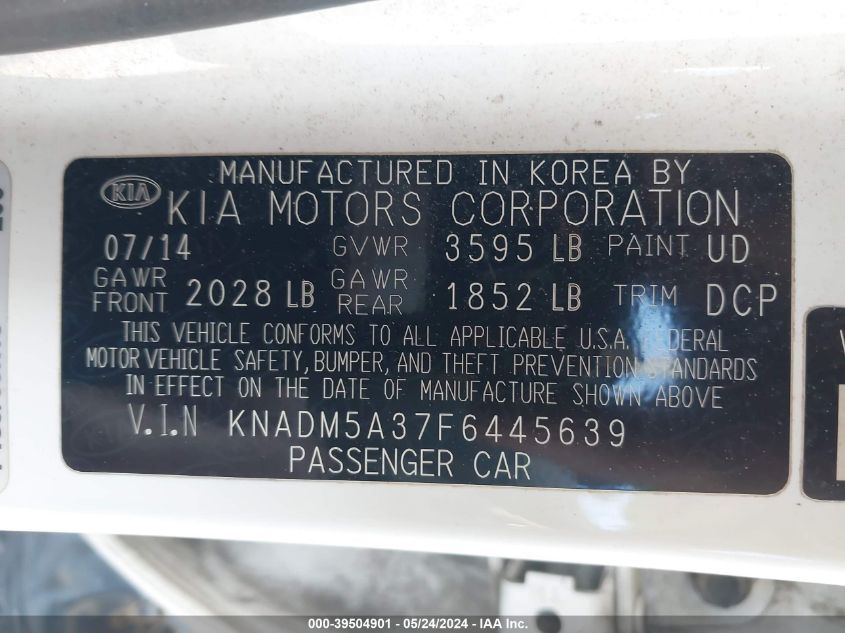 MANUFACTURED IN KOREA BY
KIA KIA MOTORS CORPORATION
07/14 GVWR 3595 LB PAINT UD
GAWR FRONT 2028 LB GAWR REAR 1852 LB TRIM DCP
THIS VEHICLE CONFORMS TO ALL APPLICABLE U.S.A. FEDERAL
MOTOR VEHICLE SAFETY, BUMPER, AND THEFT PREVENTION STANDARDS
IN EFFECT ON THE DATE OF MANUFACTURE SHOWN ABOVE
V.I.N KNADM5A37F6445639
PASSENGER CAR
000-39504901 / 05/24/2024 - IAA Inc.